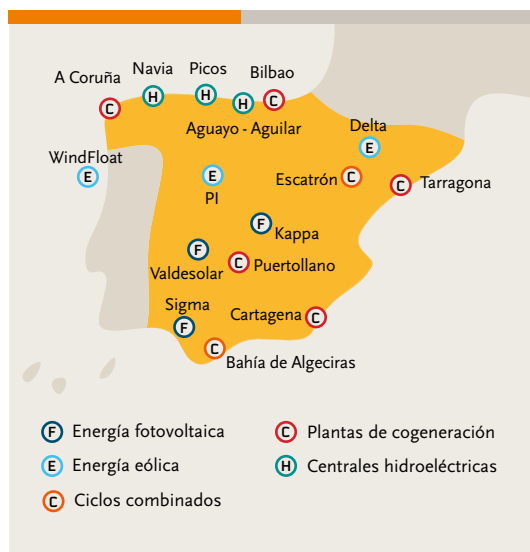 A Coruña
Navia
Picos
Bilbao
C
H
H
H
C
Aguayo - Aguilar
Delta
E
WindFloat
E
E
PI
Escatrón
C
C
Tarragona
F
Kappa
F
Valdesolar
C
Puertollano
Sigma
F
Cartagena
C
C
Bahía de Algeciras
F Energía fotovoltaica
E Energía eólica
C Ciclos combinados
C Plantas de cogeneración
H Centrales hidroeléctricas